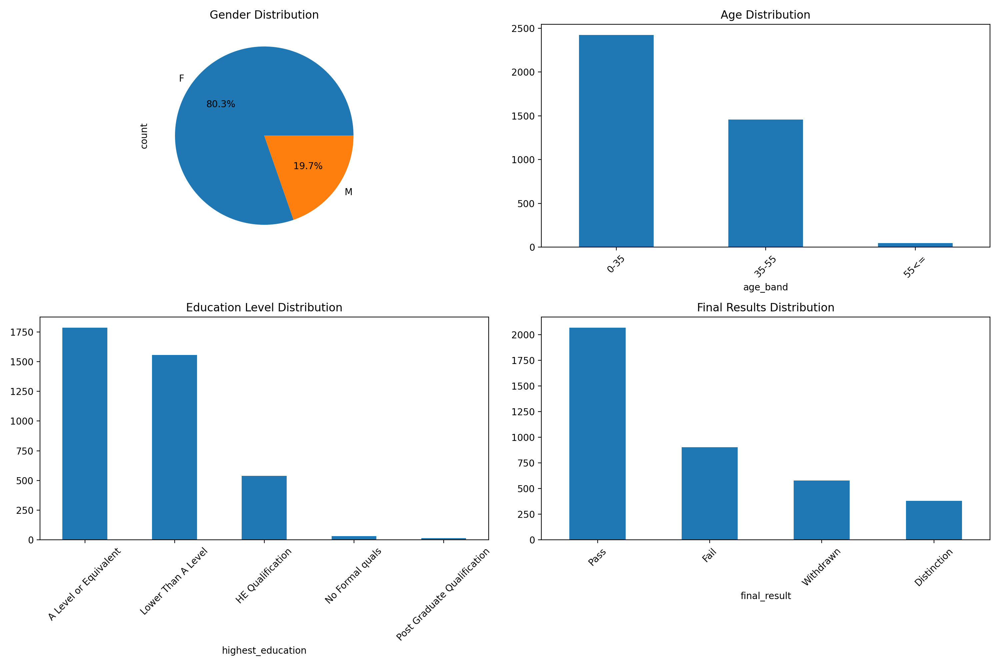 Gender Distribution
F
80.3%
19.7%
M
count
Age Distribution
2500
2000
1500
1000
500
0
0-35
35-55
55<=
age_band
Education Level Distribution
1750
1500
1250
1000
750
500
250
0
A Level or Equivalent
Lower Than A Level
HE Qualification
No Formal quals
Post Graduate Qualification
highest_education
Final Results Distribution
2000
1750
1500
1250
1000
750
500
250
0
Pass
Fail
Withdrawn
Distinction
final_result